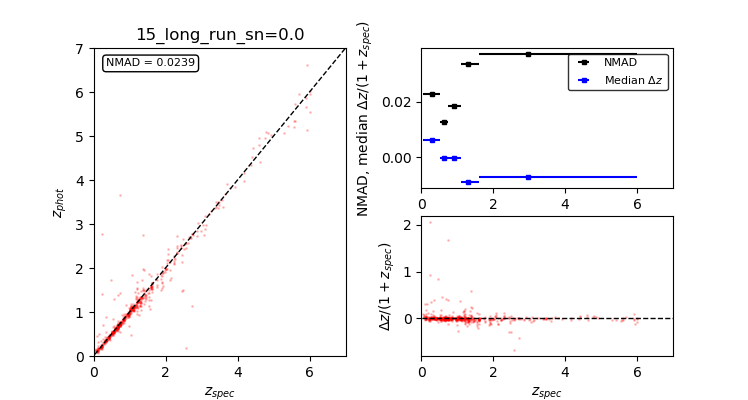 15_long_run_sn=0.0
NMAD = 0.0239
7
6
5
4
3
2
1
0
z_phot
0 2 4 6
z_spec
NMAD, median Δz/(1 + z_spec)
0.02
0.00
NMAD
Median Δz
0 2 4 6
Δz/(1 + z_spec)
2
1
0
0 2 4 6
z_spec